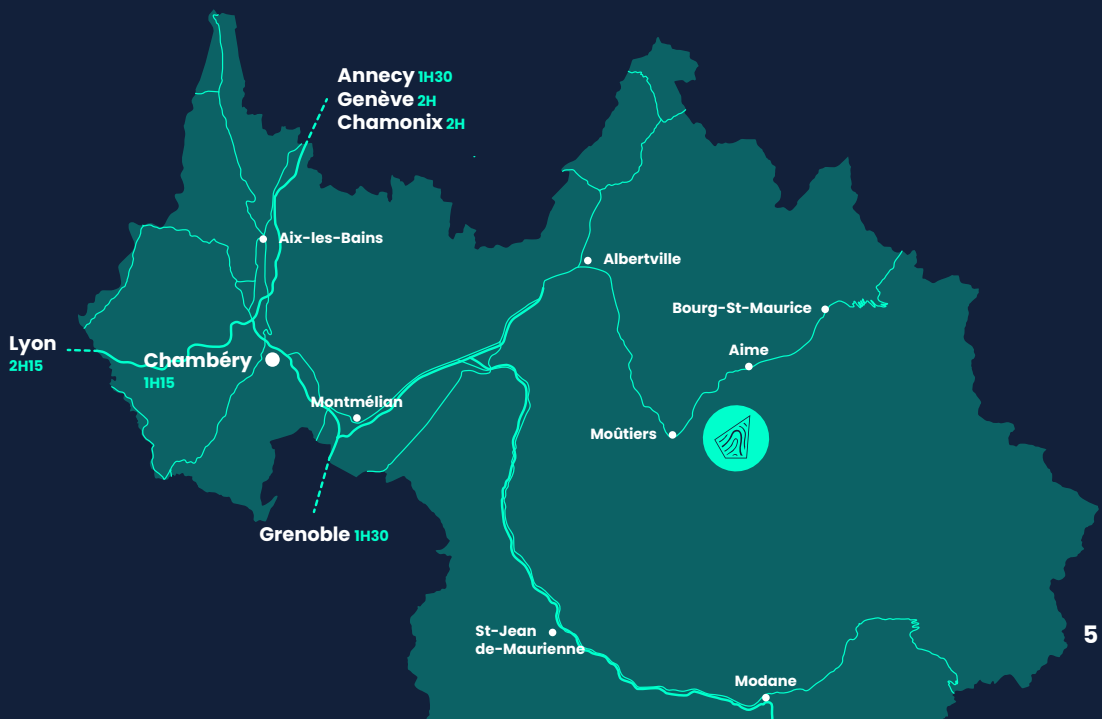 Annecy 1H30
Genève 2H
Chamonix 2H
Aix-les-Bains
Albertville
Bourg-St-Maurice
Lyon
2H15
Chambéry
1H15
Aime
Montmélian
Moûtiers
Grenoble 1H30
St-Jean
de-Maurienne
5
Modane